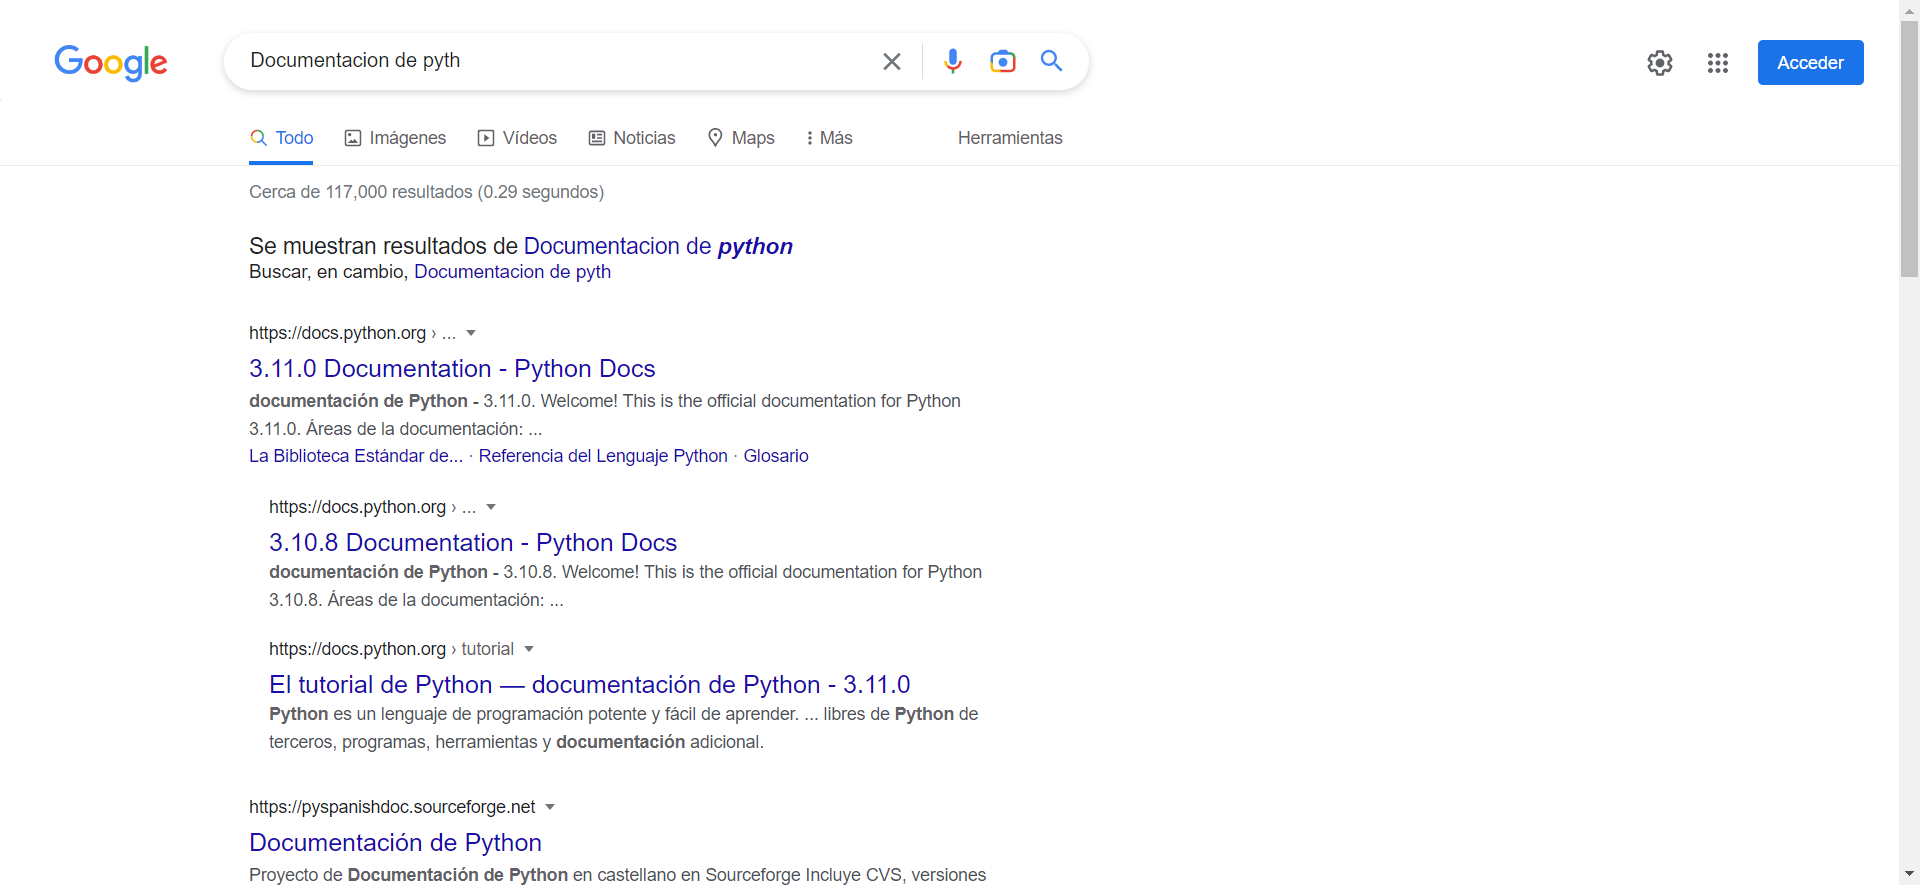 Google
Documentacion de pyth
Acceder
Todo Imágenes Vídeos Noticias Maps Más Herramientas
Cerca de 117,000 resultados (0.29 segundos)
Se muestran resultados de Documentacion de python
Buscar, en cambio, Documentacion de pyth
https://docs.python.org › ...
3.11.0 Documentation - Python Docs
documentación de Python - 3.11.0. Welcome! This is the official documentation for Python
3.11.0. Áreas de la documentación: ...
La Biblioteca Estándar de... · Referencia del Lenguaje Python · Glosario
https://docs.python.org › ...
3.10.8 Documentation - Python Docs
documentación de Python - 3.10.8. Welcome! This is the official documentation for Python
3.10.8. Áreas de la documentación: ...
https://docs.python.org › tutorial
El tutorial de Python — documentación de Python - 3.11.0
Python es un lenguaje de programación potente y fácil de aprender. ... libres de Python de
terceros, programas, herramientas y documentación adicional.
https://pyspanishdoc.sourceforge.net
Documentación de Python
Proyecto de Documentación de Python en castellano en Sourceforge Incluye CVS, versiones